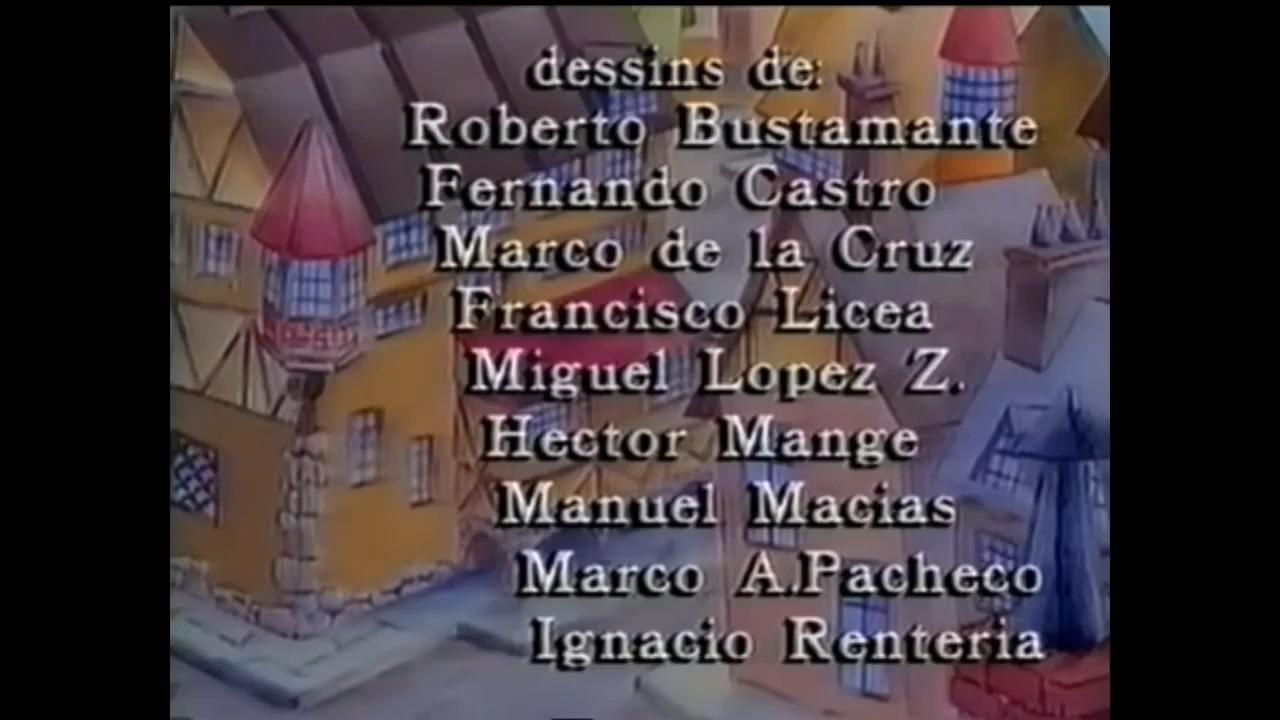 dessins de:
Roberto Bustamante
Fernando Castro
Marco de la Cruz
Francisco Licea
Miguel Lopez Z.
Hector Mange
Manuel Macias
Marco A.Pacheco
Ignacio Renteria